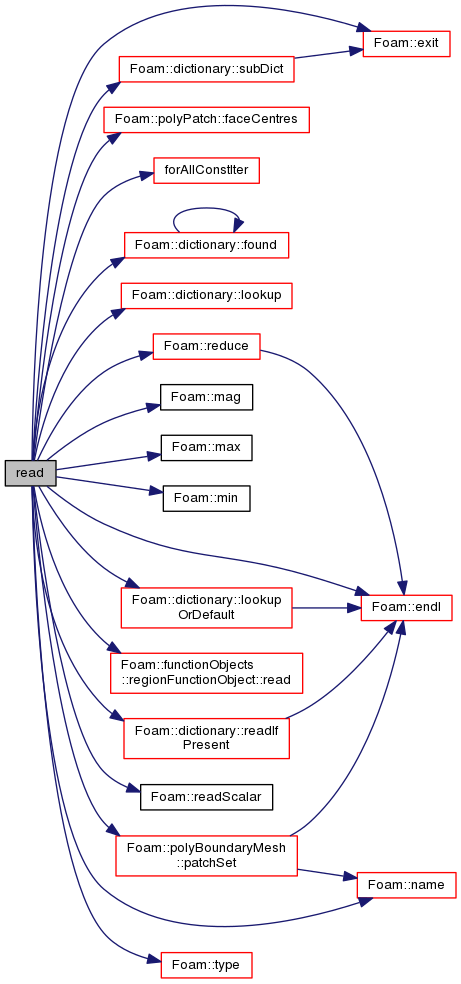 Foam::exit
Foam::dictionary::subDict
Foam::polyPatch::faceCentres
forAllConstIter
Foam::dictionary::found
Foam::dictionary::lookup
Foam::reduce
Foam::mag
Foam::max
read
Foam::min
Foam::dictionary::lookup
OrDefault
Foam::endl
Foam::functionObjects
::regionFunctionObject::read
Foam::dictionary::readIf
Present
Foam::readScalar
Foam::polyBoundaryMesh
::patchSet
Foam::name
Foam::type